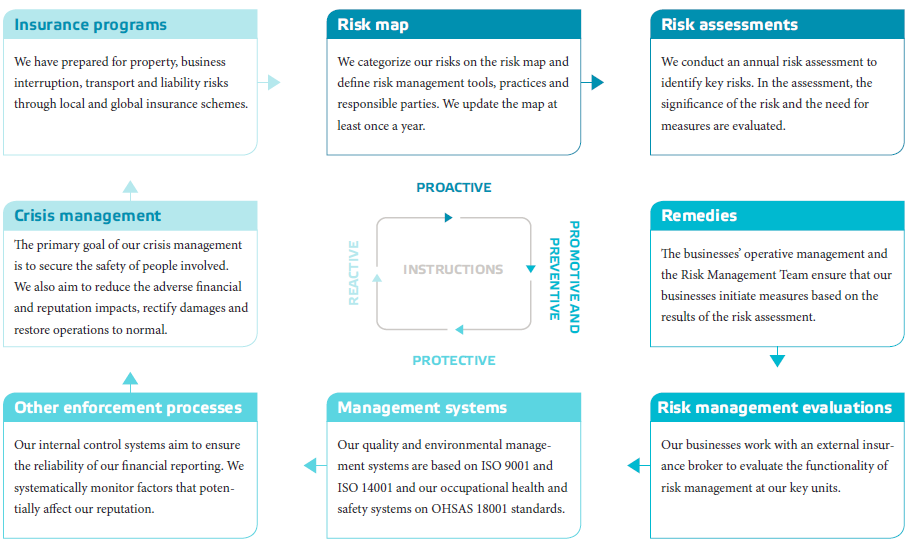 Insurance programs
We have prepared for property, business
interruption, transport and liability risks
through local and global insurance schemes.
Risk map
We categorize our risks on the risk map and
define risk management tools, practices and
responsible parties. We update the map at
least once a year.
Risk assessments
We conduct an annual risk assessment to
identify key risks. In the assessment, the
significance of the risk and the need for
measures are evaluated.
Crisis management
The primary goal of our crisis management
is to secure the safety of people involved.
We also aim to reduce the adverse financial
and reputation impacts, rectify damages and
restore operations to normal.
PROACTIVE
REACTIVE
INSTRUCTIONS
PROMOTIVE AND
PREVENTIVE
PROTECTIVE
Remedies
The businesses’ operative management and
the Risk Management Team ensure that our
businesses initiate measures based on the
results of the risk assessment.
Other enforcement processes
Our internal control systems aim to ensure
the reliability of our financial reporting. We
systematically monitor factors that poten-
tially affect our reputation.
Management systems
Our quality and environmental manage-
ment systems are based on ISO 9001 and
ISO 14001 and our occupational health and
safety systems on OHSAS 18001 standards.
Risk management evaluations
Our businesses work with an external insur-
ance broker to evaluate the functionality of
risk management at our key units.